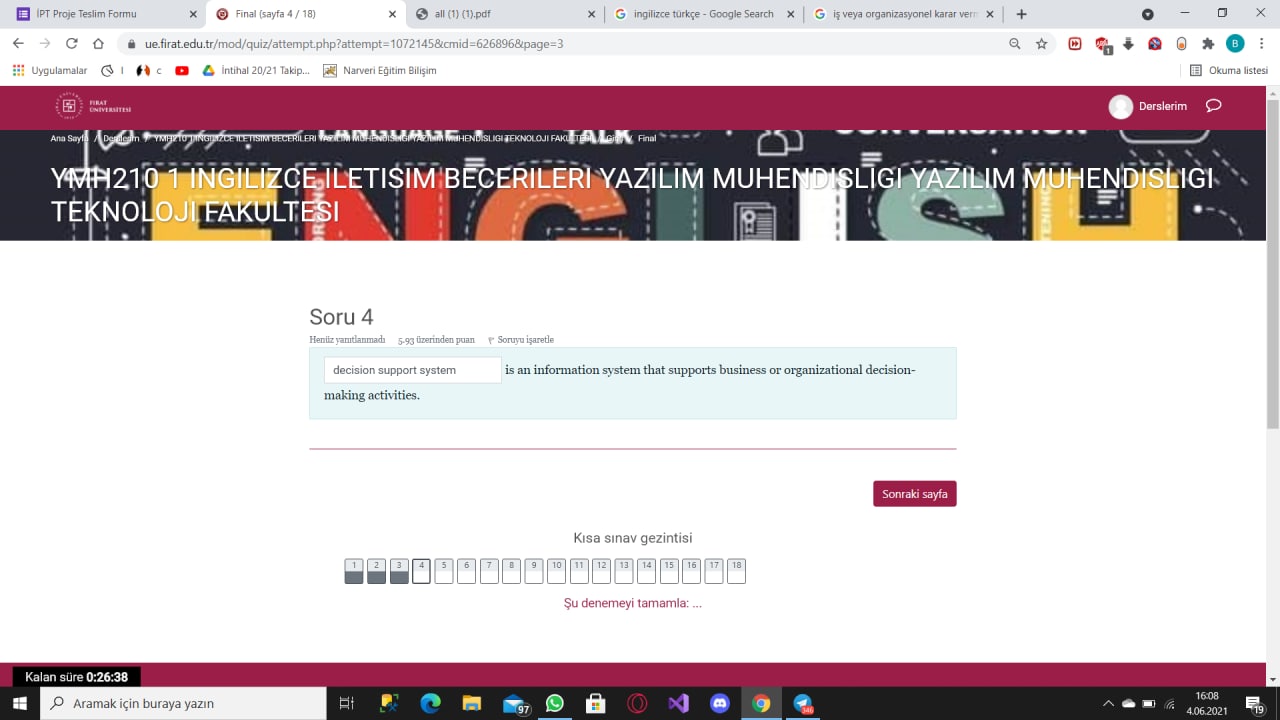 İPT Proje Teslim Formu
Final (sayfa 4 / 18)
all (1) (1).pdf
ingilizce türkçe - Google Search
iş veya organizasyonel karar verm
ue.firat.edu.tr/mod/quiz/attempt.php?attempt=1072145&cmid=626896&page=3
1
B
Uygulamalar
I
c
İntihal 20/21 Takip...
Narveri Eğitim Bilişim
Okuma listesi
FIRAT
ÜNİVERSİTESİ
Derslerim
Ana Sayfa / Derslerim / YMH210 1 INGILIZCE ILETISIM BECERILERI YAZILIM MUHENDISLIGI YAZILIM MUHENDISLIGI TEKNOLOJI FAKULTESI / Giriş / Final
YMH210 1 INGILIZCE ILETISIM BECERILERI YAZILIM MUHENDISLIGI YAZILIM MUHENDISLIGI
TEKNOLOJI FAKULTESI
Soru 4
Henüz yanıtlanmadı 5,93 üzerinden puan Soruyu işaretle
decision support system is an information system that supports business or organizational decision-
making activities.
Sonraki sayfa
Kısa sınav gezintisi
1 2 3 4 5 6 7 8 9 10 11 12 13 14 15 16 17 18
Şu denemeyi tamamla: ...
Kalan süre 0:26:38
Aramak için buraya yazın
97
346
16:08
4.06.2021
19